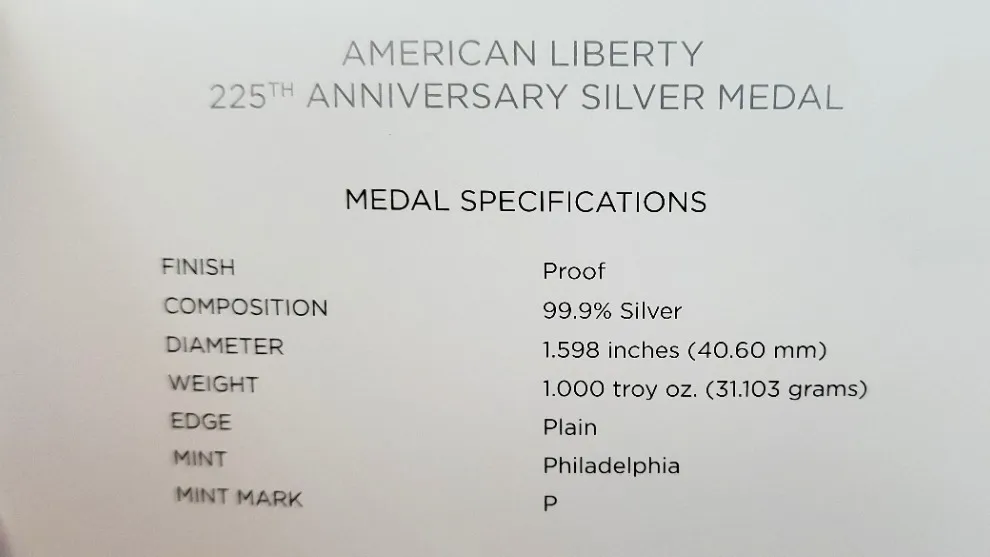 AMERICAN LIBERTY
225TH ANNIVERSARY SILVER MEDAL
MEDAL SPECIFICATIONS
FINISH Proof
COMPOSITION 99.9% Silver
DIAMETER 1.598 inches (40.60 mm)
WEIGHT 1.000 troy oz. (31.103 grams)
EDGE Plain
MINT Philadelphia
MINT MARK P